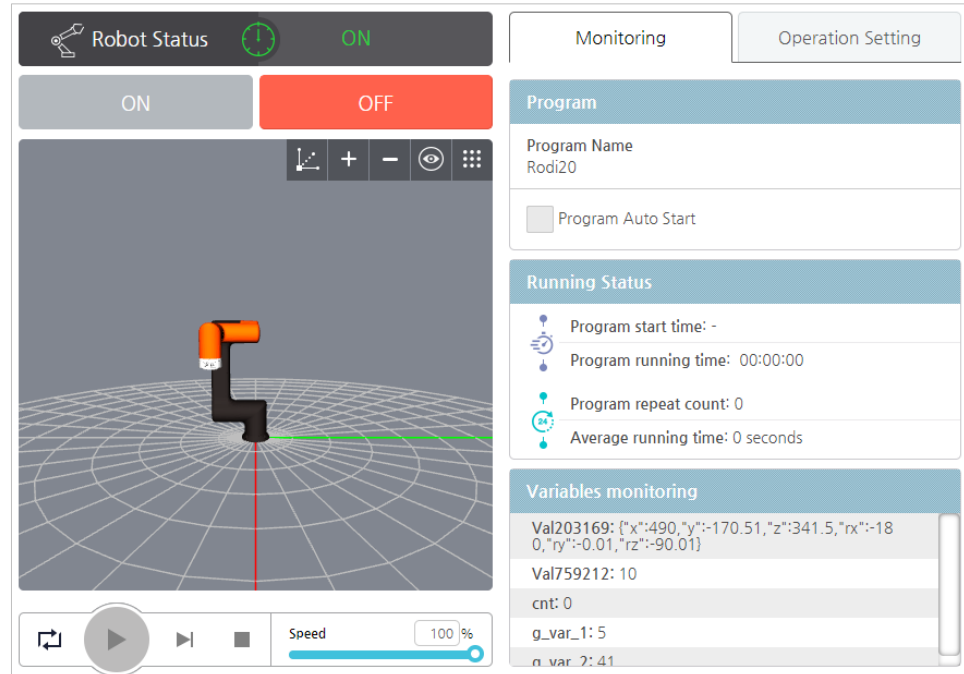 Robot Status
ON
Monitoring
Operation Setting
ON
OFF
Program
Program Name
Rodi20
Program Auto Start
Running Status
Program start time: -
Program running time: 00:00:00
Program repeat count: 0
24
Average running time: 0 seconds
Variables monitoring
Val203169: {"x":490,"y":-170.51,"z":341.5,"rx":-18
0,"ry":-0.01,"rz":-90.01}
Val759212: 10
cnt: 0
g_var_1: 5
g_var_2: 41
Speed
100 %